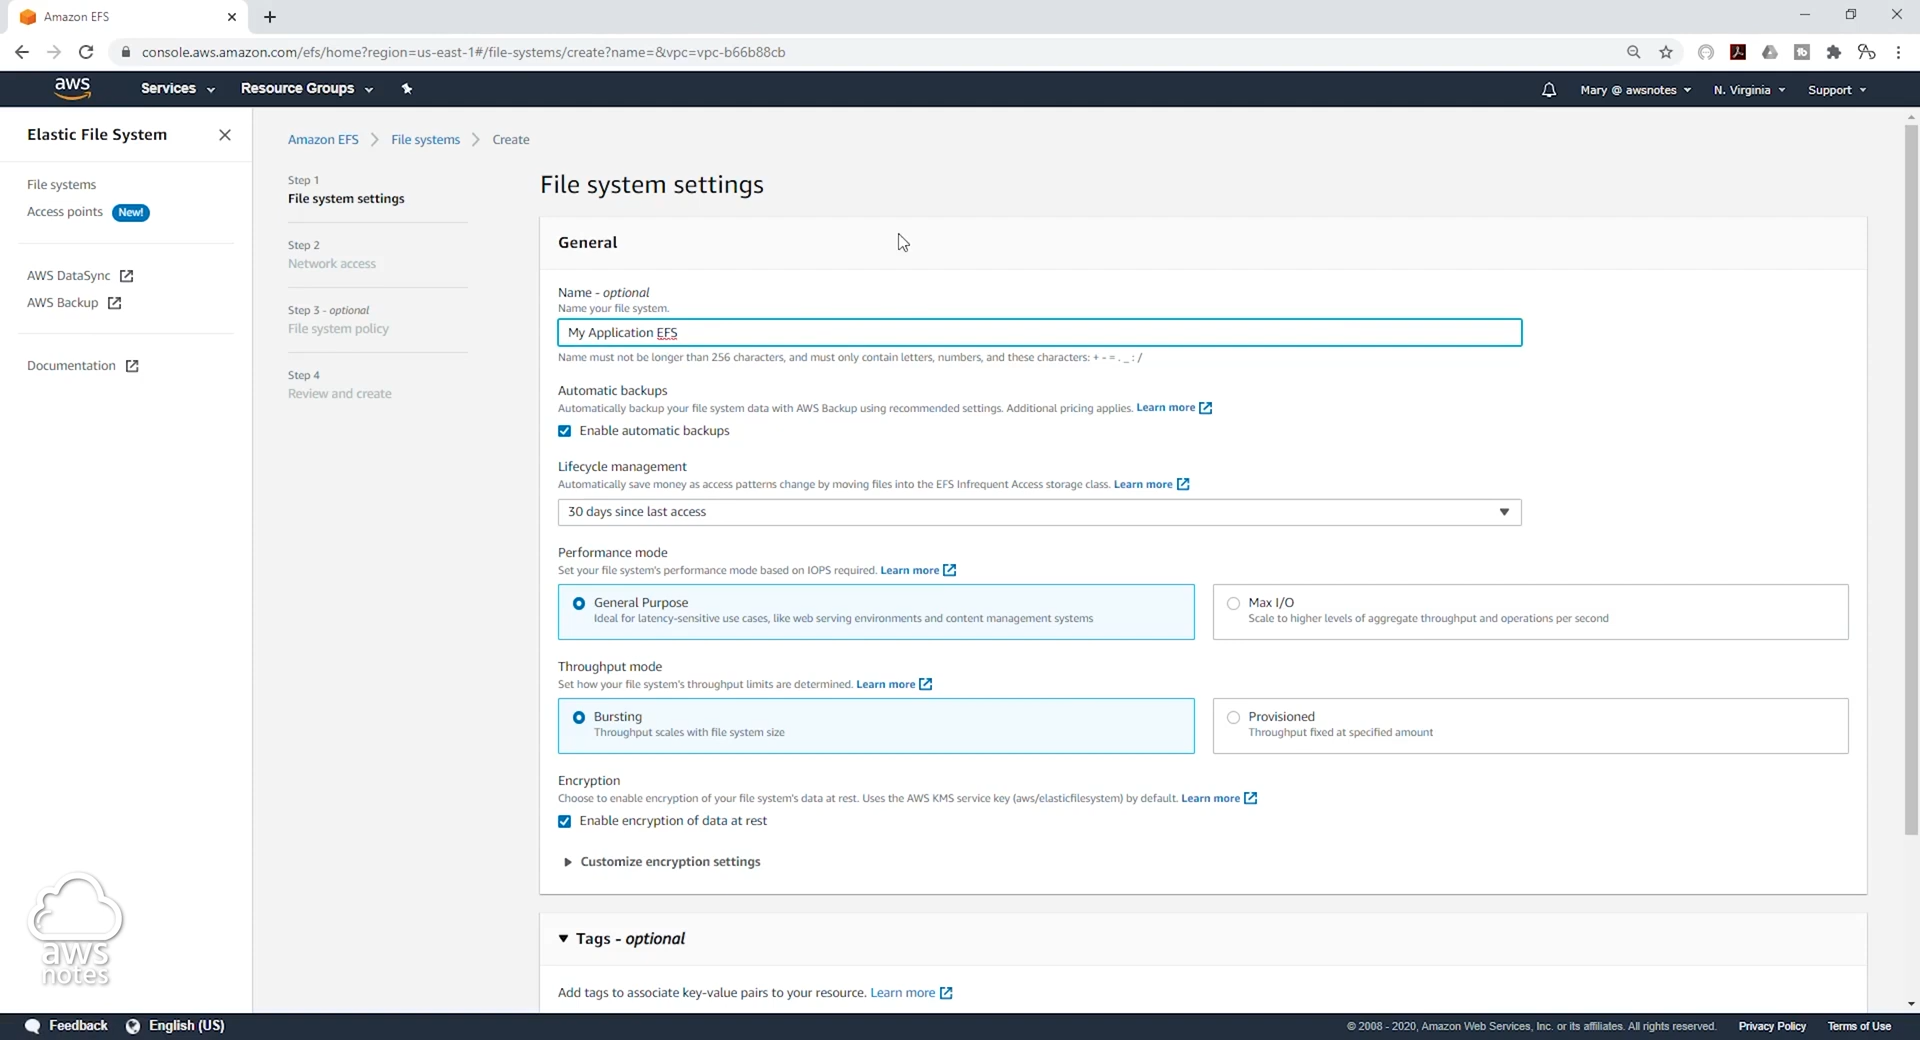 Amazon EFS
console.aws.amazon.com/efs/home?region=us-east-1#/file-systems/create?name=&vpc=vpc-b66b88cb
aws
Services
Resource Groups
Mary @ awsnotes
N. Virginia
Support
Elastic File System
File systems
Access points New!
AWS DataSync
AWS Backup
Documentation
Amazon EFS
File systems
Create
Step 1
File system settings
Step 2
Network access
Step 3 - optional
File system policy
Step 4
Review and create
File system settings
General
Name - optional
Name your file system.
My Application EFS
Name must not be longer than 256 characters, and must only contain letters, numbers, and these characters: + - = . _ : /
Automatic backups
Automatically backup your file system data with AWS Backup using recommended settings. Additional pricing applies. Learn more
Enable automatic backups
Lifecycle management
Automatically save money as access patterns change by moving files into the EFS Infrequent Access storage class. Learn more
30 days since last access
Performance mode
Set your file system's performance mode based on IOPS required. Learn more
General Purpose
Ideal for latency-sensitive use cases, like web serving environments and content management systems
Max I/O
Scale to higher levels of aggregate throughput and operations per second
Throughput mode
Set how your file system's throughput limits are determined. Learn more
Bursting
Throughput scales with file system size
Provisioned
Throughput fixed at specified amount
Encryption
Choose to enable encryption of your file system's data at rest. Uses the AWS KMS service key (aws/elasticfilesystem) by default. Learn more
Enable encryption of data at rest
Customize encryption settings
Tags - optional
Add tags to associate key-value pairs to your resource. Learn more
aws
notes
Feedback
English (US)
© 2008 - 2020, Amazon Web Services, Inc. or its affiliates. All rights reserved.
Privacy Policy
Terms of Use